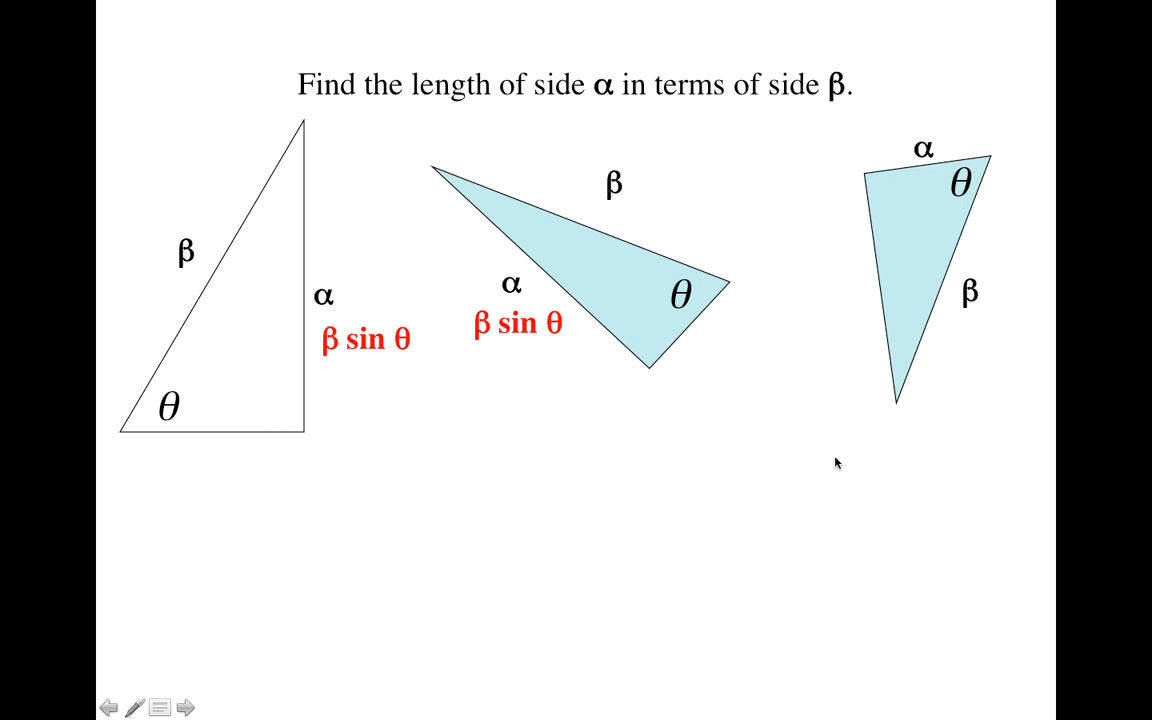 Find the length of side α in terms of side β.
β
α
β sin θ
θ
β
α
β sin θ
θ
α
θ
β